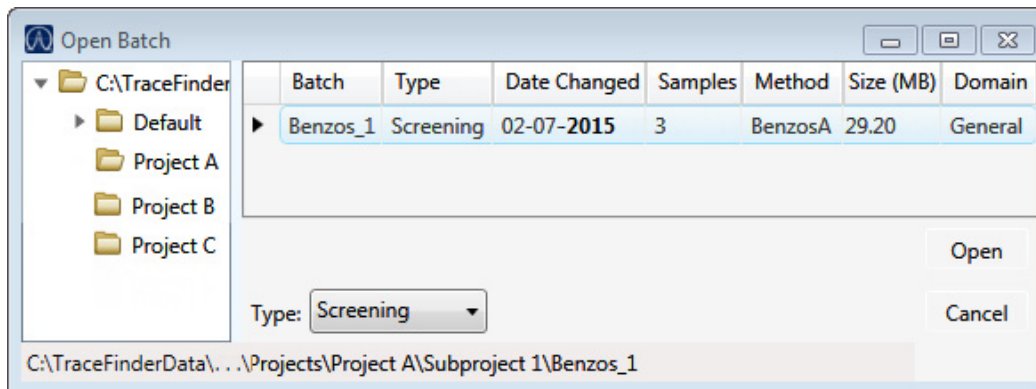 Open Batch
C:\TraceFinder
Default
Project A
Project B
Project C
Batch Type Date Changed Samples Method Size (MB) Domain
Benzos_1 Screening 02-07-2015 3 BenzosA 29.20 General
Open
Type: Screening
Cancel
C:\TraceFinderData\. . .\Projects\Project A\Subproject 1\Benzos_1